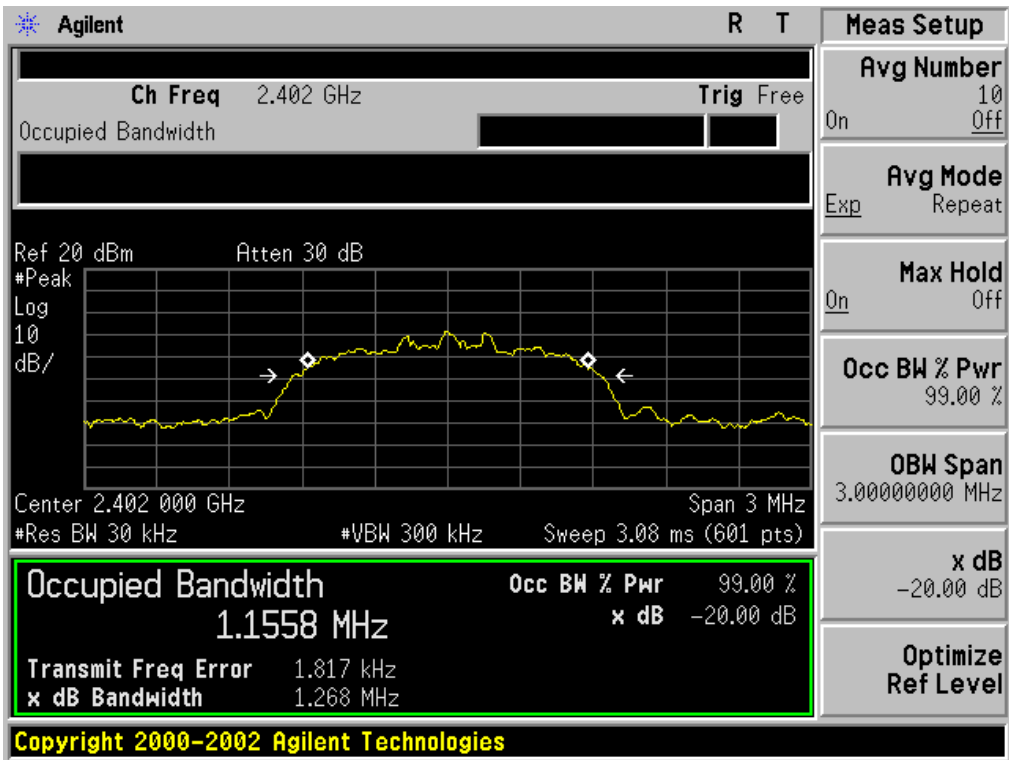 Agilent R T
Ch Freq 2.402 GHz Trig Free
Occupied Bandwidth
Ref 20 dBm Atten 30 dB
#Peak
Log
10
dB/
Center 2.402 000 GHz Span 3 MHz
#Res BW 30 kHz #VBW 300 kHz Sweep 3.08 ms (601 pts)
Occupied Bandwidth Occ BW % Pwr 99.00 %
1.1558 MHz x dB -20.00 dB
Transmit Freq Error 1.817 kHz
x dB Bandwidth 1.268 MHz
Copyright 2000-2002 Agilent Technologies
Meas Setup
Avg Number
10
On Off
Avg Mode
Exp Repeat
Max Hold
On Off
Occ BW % Pwr
99.00 %
OBW Span
3.00000000 MHz
x dB
-20.00 dB
Optimize
Ref Level